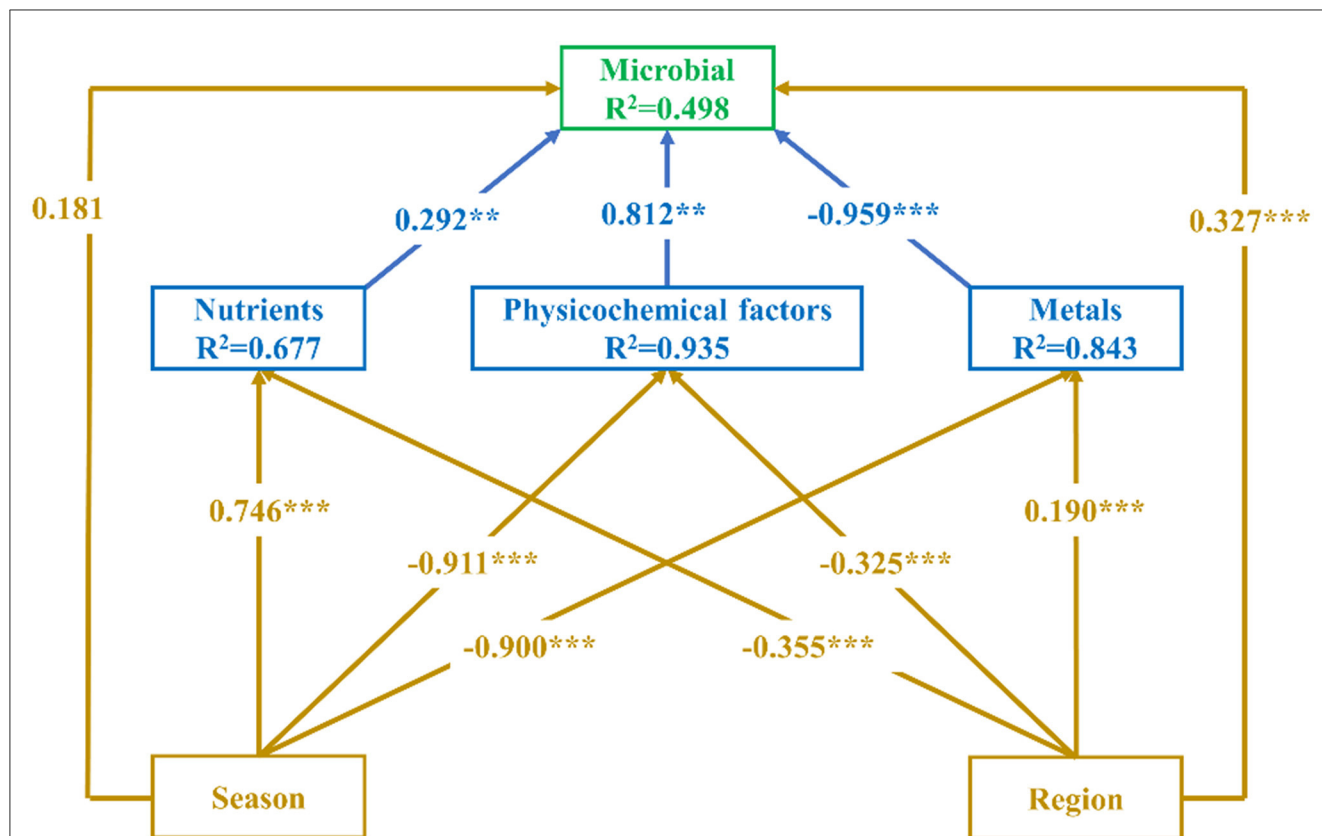 Microbial
R²=0.498
0.181
0.292**
0.812**
-0.959***
0.327***
Nutrients
R²=0.677
Physicochemical factors
R²=0.935
Metals
R²=0.843
0.746***
0.190***
-0.911***
-0.325***
-0.900***
-0.355***
Season
Region